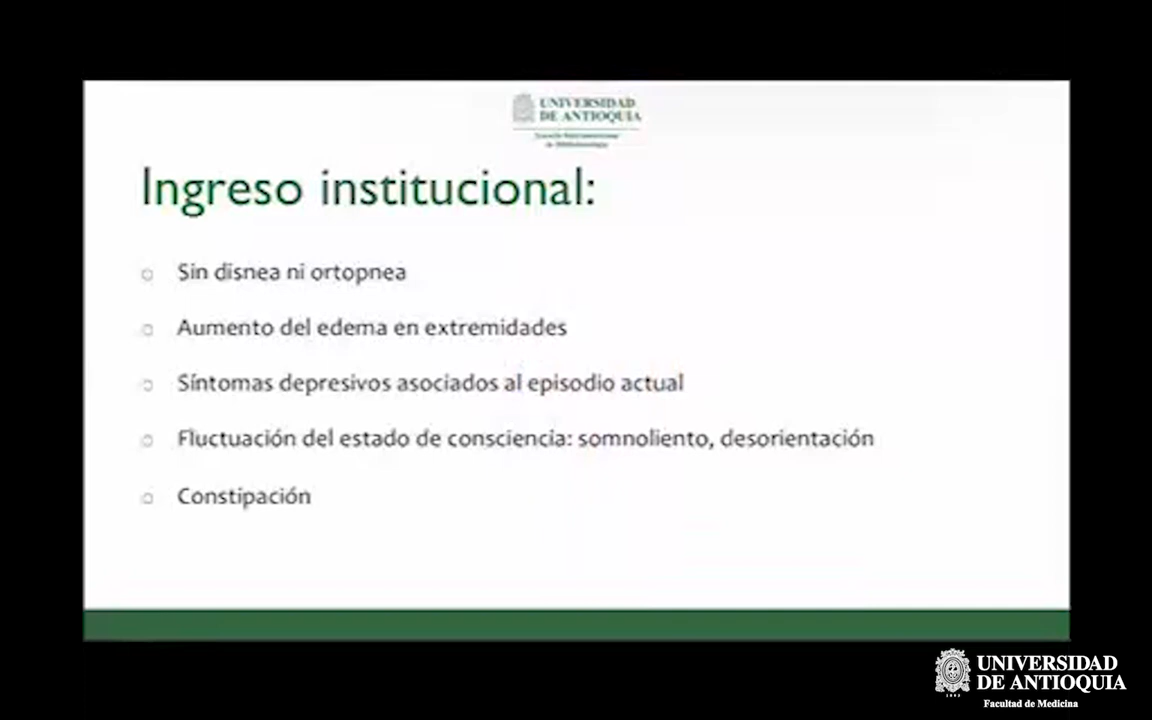 UNIVERSIDAD
DE ANTIOQUIA
Ingreso institucional:
Sin disnea ni ortopnea
Aumento del edema en extremidades
Síntomas depresivos asociados al episodio actual
Fluctuación del estado de consciencia: somnoliento, desorientación
Constipación
UNIVERSIDAD
DE ANTIOQUIA
Facultad de Medicina